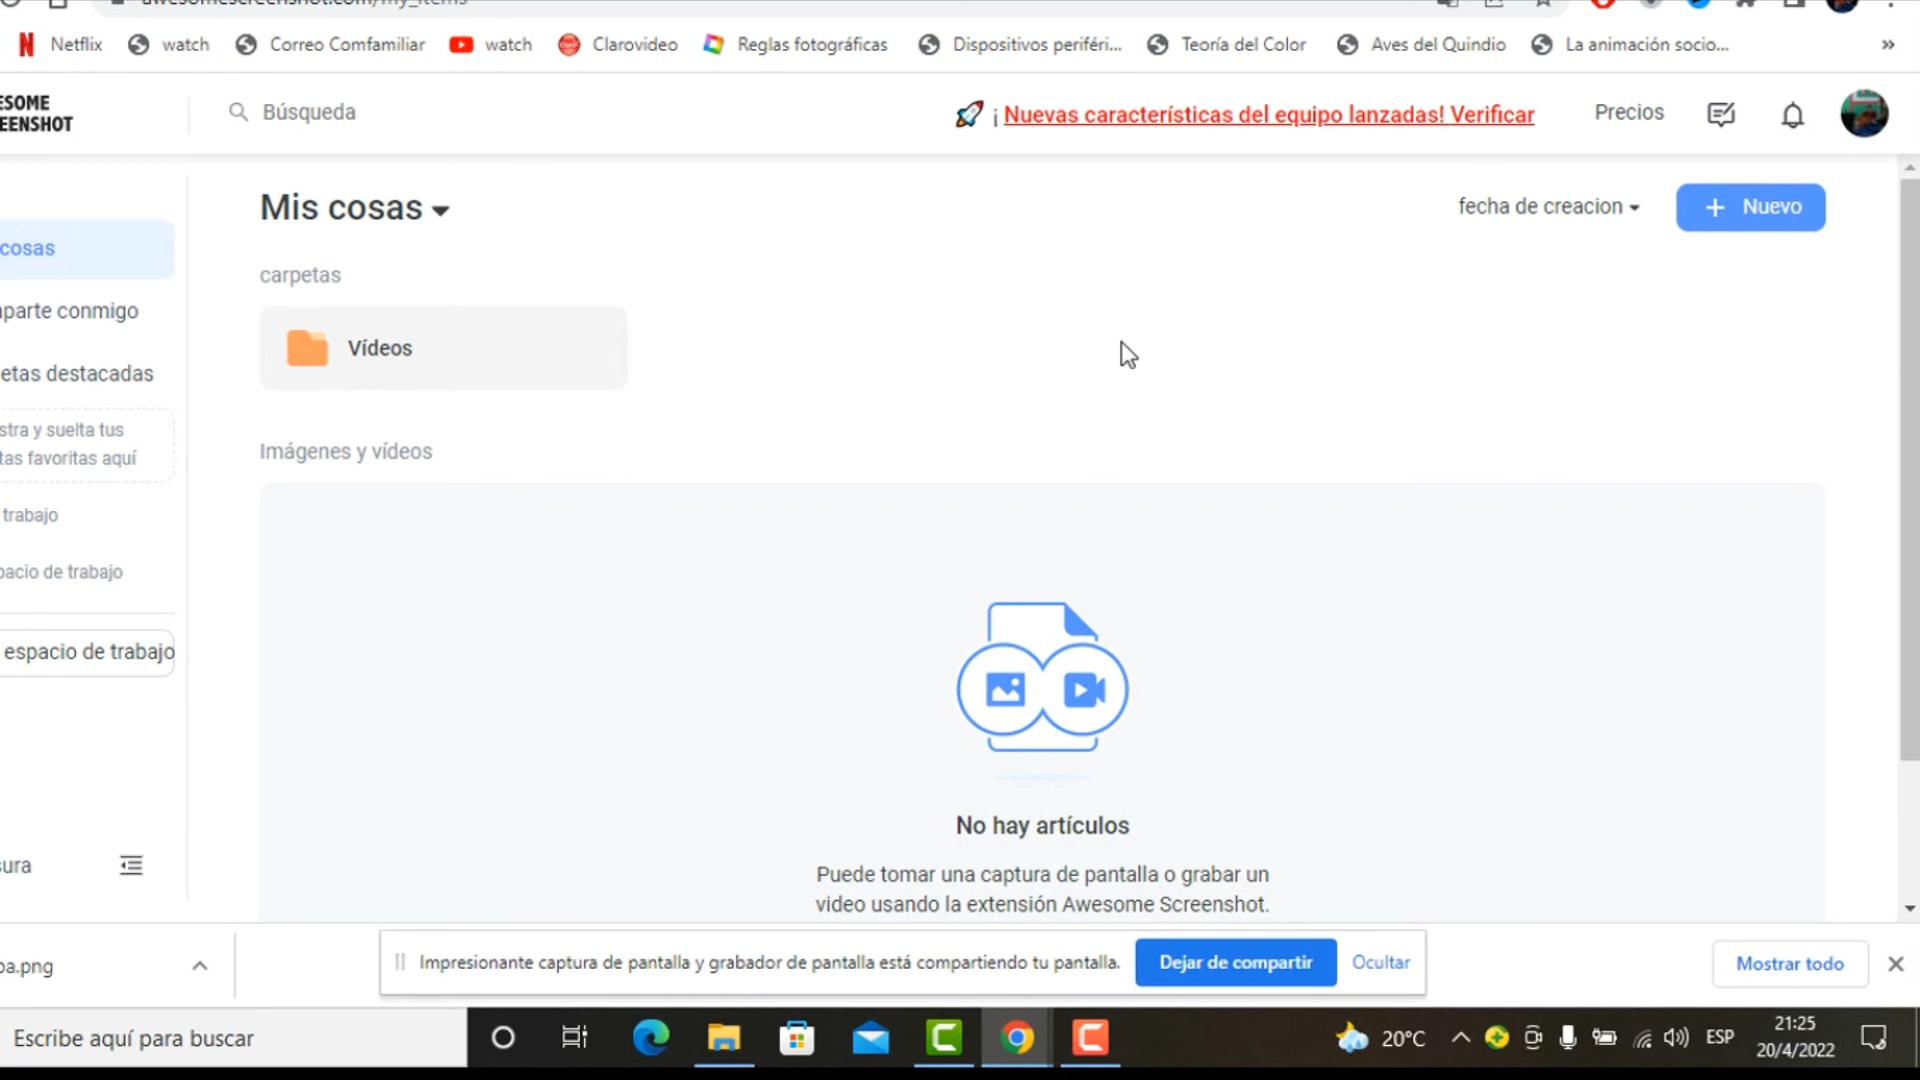 awesomescreenshot.com/my_items
Netflix watch Correo Comfamiliar watch Clarovideo Reglas fotográficas Dispositivos periféri... Teoría del Color Aves del Quindio La animación socio... »
ESOME
EENSHOT
Búsqueda
¡ Nuevas características del equipo lanzadas! Verificar
Precios
Mis cosas
fecha de creacion
+ Nuevo
cosas
carpetas
parte conmigo
Vídeos
etas destacadas
stra y suelta tus
tas favoritas aquí
Imágenes y vídeos
trabajo
pacio de trabajo
espacio de trabajo
No hay artículos
sura
Puede tomar una captura de pantalla o grabar un
video usando la extensión Awesome Screenshot.
pa.png
Impresionante captura de pantalla y grabador de pantalla está compartiendo tu pantalla.
Dejar de compartir
Ocultar
Mostrar todo
Escribe aquí para buscar
20°C
ESP
21:25
20/4/2022